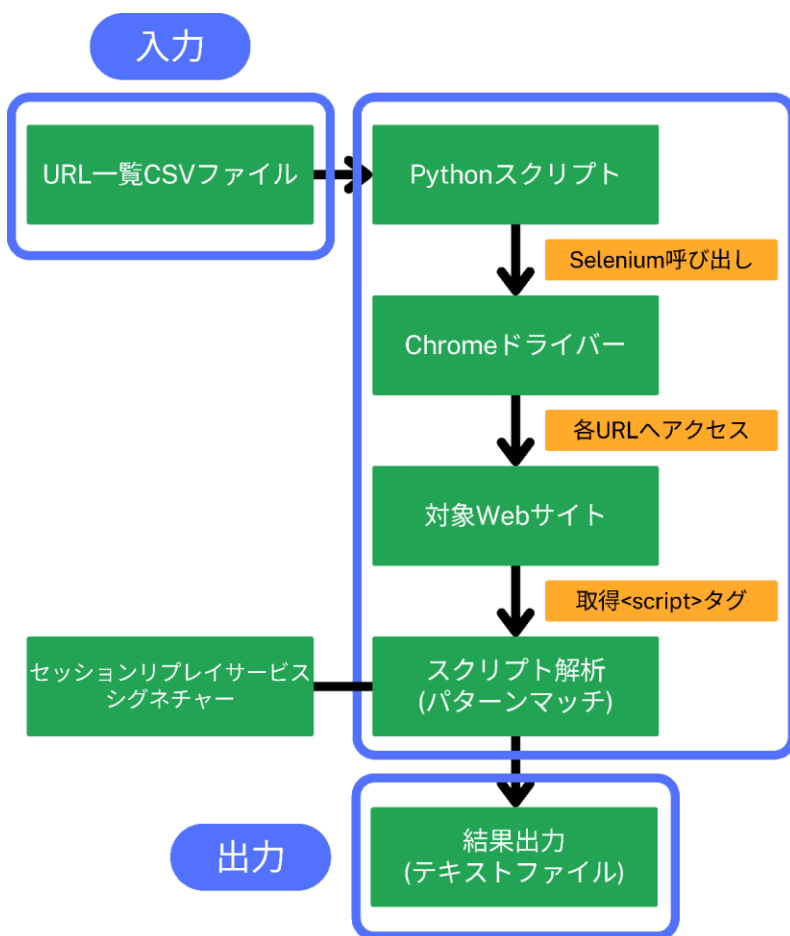 入力
URL一覧CSVファイル
Pythonスクリプト
Selenium呼び出し
Chromeドライバー
各URLへアクセス
対象Webサイト
取得<script>タグ
セッションリプレイサービス
シグネチャー
スクリプト解析
(パターンマッチ)
出力
結果出力
(テキストファイル)